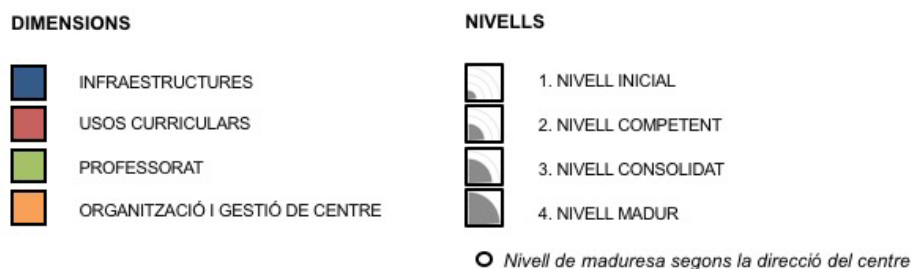 DIMENSIONS
INFRAESTRUCTURES
USOS CURRICULARS
PROFESSORAT
ORGANITZACIÓ I GESTIÓ DE CENTRE
NIVELLS
1. NIVELL INICIAL
2. NIVELL COMPETENT
3. NIVELL CONSOLIDAT
4. NIVELL MADUR
Nivell de maduresa segons la direcció del centre